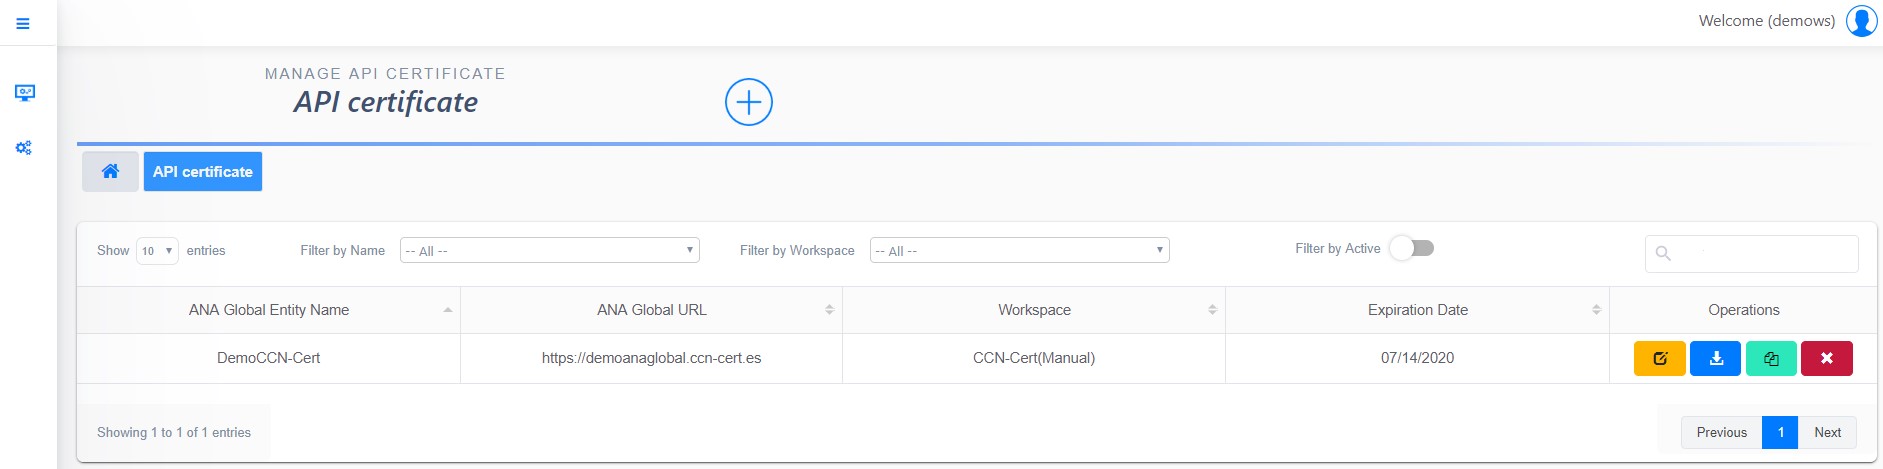 Welcome (demows)
MANAGE API CERTIFICATE
API certificate
API certificate
Show 10 entries Filter by Name -- All -- Filter by Workspace -- All -- Filter by Active
ANA Global Entity Name ANA Global URL Workspace Expiration Date Operations
DemoCCN-Cert https://demoanaglobal.ccn-cert.es CCN-Cert(Manual) 07/14/2020
Showing 1 to 1 of 1 entries Previous 1 Next